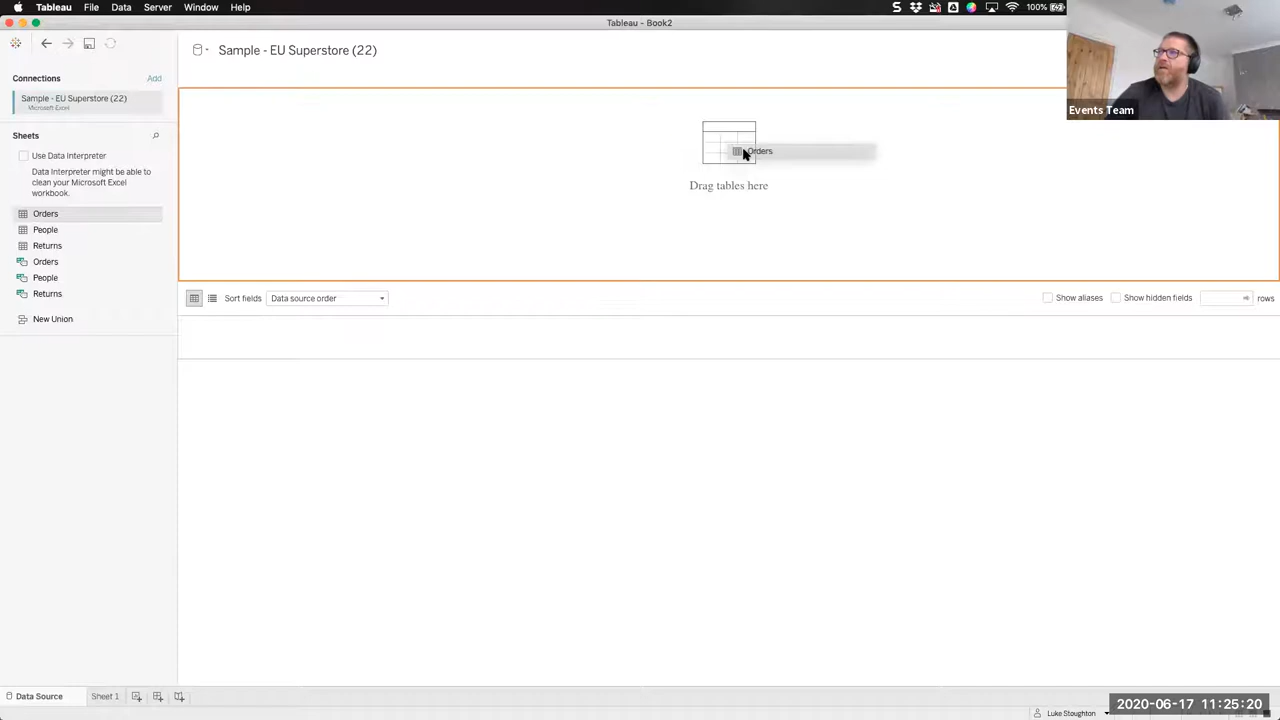 Tableau File Data Server Window Help 100%
Tableau - Book2
Sample - EU Superstore (22)
Connections Add
Sample - EU Superstore (22)
Microsoft Excel
Sheets
Use Data Interpreter
Data Interpreter might be able to
clean your Microsoft Excel
workbook.
Orders
People
Returns
Orders
People
Returns
New Union
Orders
Drag tables here
Sort fields Data source order Show aliases Show hidden fields rows
Events Team
Data Source Sheet 1
2020-06-17 11:25:20
Luke Stoughton